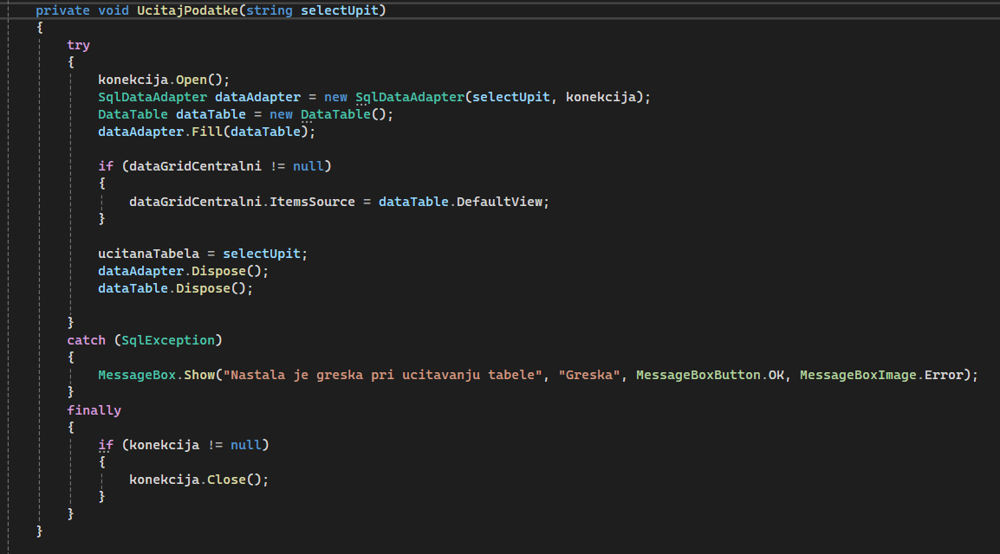 private void UcitajPodatke(string selectUpit)
{
try
{
konekcija.Open();
SqlDataAdapter dataAdapter = new SqlDataAdapter(selectUpit, konekcija);
DataTable dataTable = new DataTable();
dataAdapter.Fill(dataTable);
if (dataGridCentralni != null)
{
dataGridCentralni.ItemsSource = dataTable.DefaultView;
}
ucitanaTabela = selectUpit;
dataAdapter.Dispose();
dataTable.Dispose();
}
catch (SqlException)
{
MessageBox.Show("Nastala je greska pri ucitavanju tabele", "Greska", MessageBoxButton.OK, MessageBoxImage.Error);
}
finally
{
if (konekcija != null)
{
konekcija.Close();
}
}
}